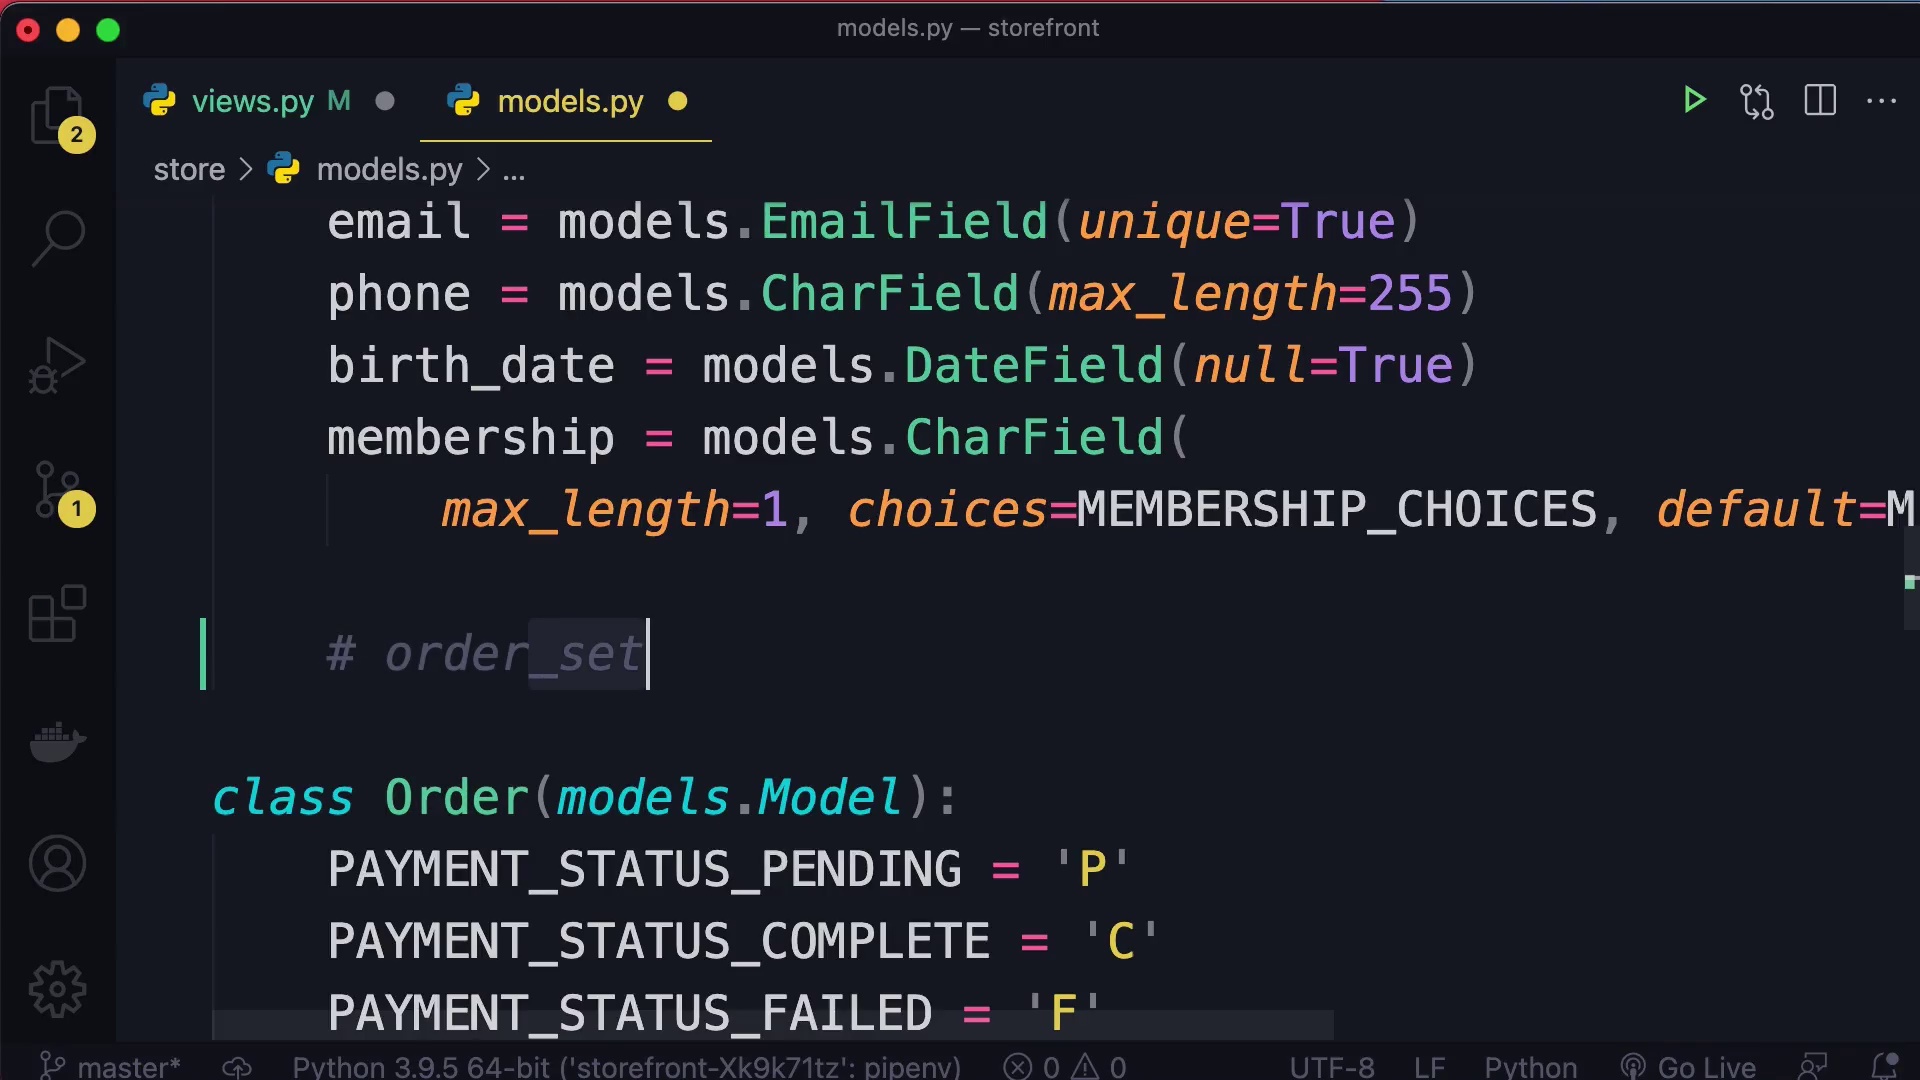 models.py — storefront
views.py M
models.py
2
store > models.py > ...
email = models.EmailField(unique=True)
phone = models.CharField(max_length=255)
birth_date = models.DateField(null=True)
membership = models.CharField(
max_length=1, choices=MEMBERSHIP_CHOICES, default=M
1
# order_set
class Order(models.Model):
PAYMENT_STATUS_PENDING = 'P'
PAYMENT_STATUS_COMPLETE = 'C'
PAYMENT_STATUS_FAILED = 'F'
master* Python 3.9.5 64-bit ('storefront-Xk9k71tz': pipenv) 0 0 UTF-8 LF Python Go Live